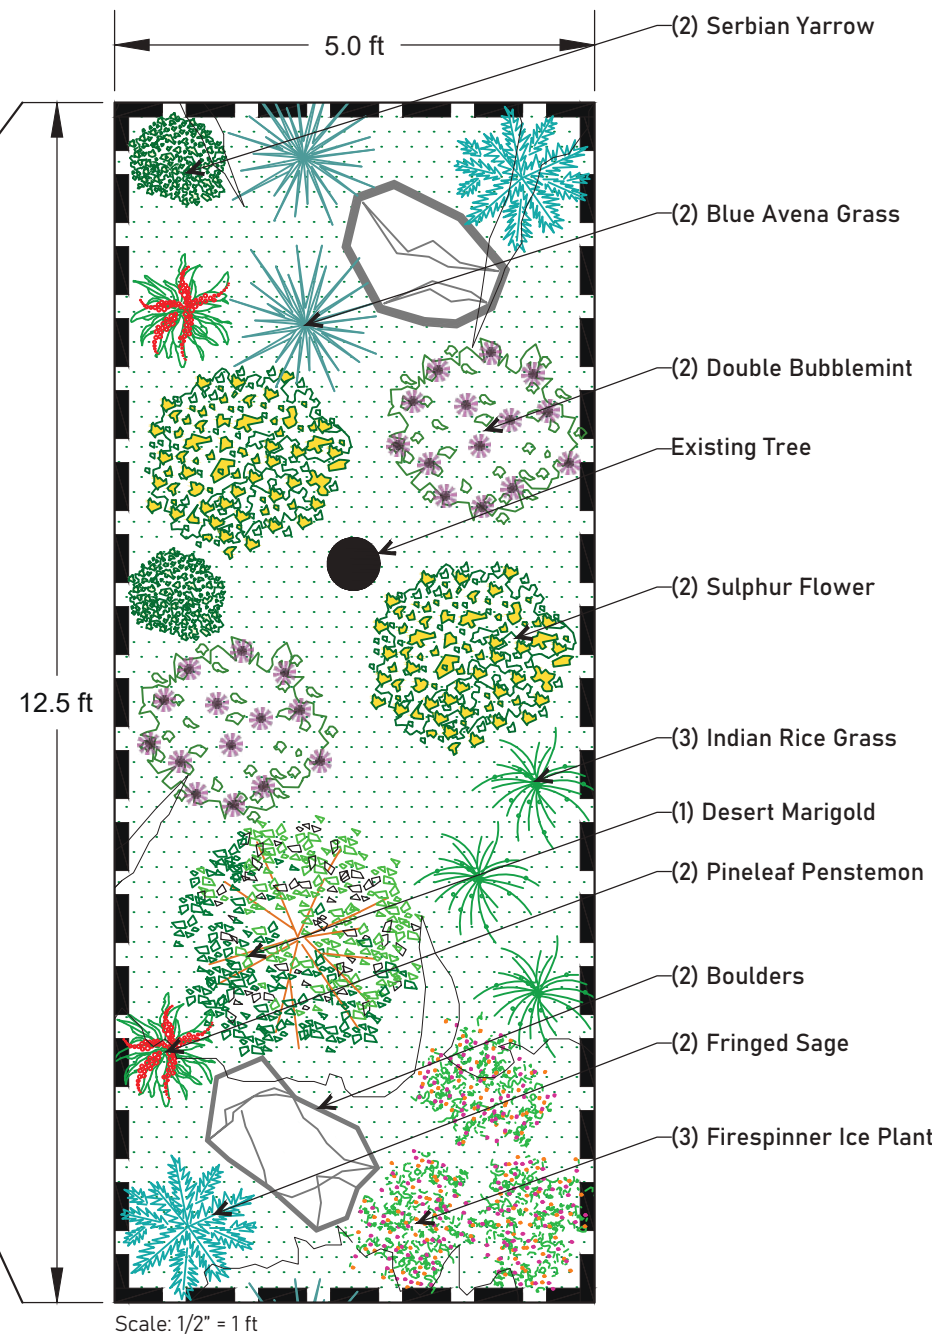 5.0 ft
(2) Serbian Yarrow
(2) Blue Avena Grass
(2) Double Bubblemint
Existing Tree
(2) Sulphur Flower
12.5 ft
(3) Indian Rice Grass
(1) Desert Marigold
(2) Pineleaf Penstemon
(2) Boulders
(2) Fringed Sage
(3) Firespinner Ice Plant
Scale: 1/2" = 1 ft